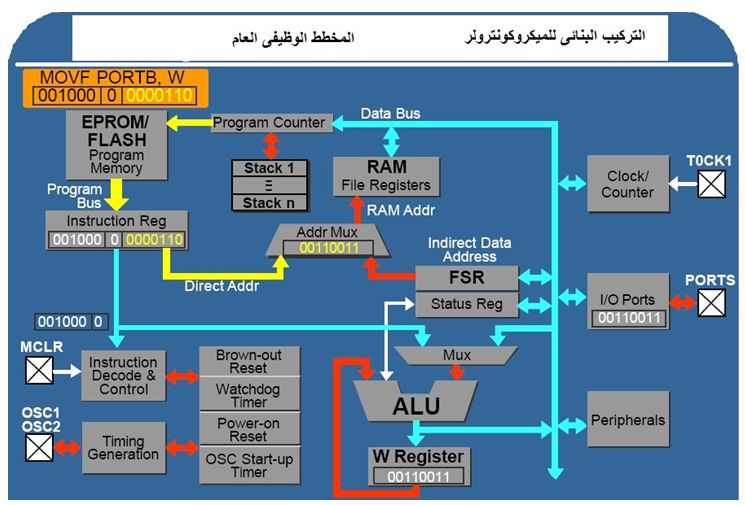 التركيب البنائى للميكروكونترولر
المخطط الوظيفى العام
MOVF PORTB, W
001000 0 0000110
EPROM/
FLASH
Program
Memory
Program Counter
Data Bus
Stack 1
Ξ
Stack n
RAM
File Registers
Clock/
Counter
T0CK1
Program
Bus
Instruction Reg
001000 0 0000110
RAM Addr
Addr Mux
00110011
Direct Addr
Indirect Data
Address
FSR
Status Reg
I/O Ports
00110011
PORTS
001000 0
MCLR
Instruction
Decode &
Control
Brown-out
Reset
Watchdog
Timer
Power-on
Reset
OSC Start-up
Timer
OSC1
OSC2
Timing
Generation
Mux
ALU
W Register
00110011
Peripherals